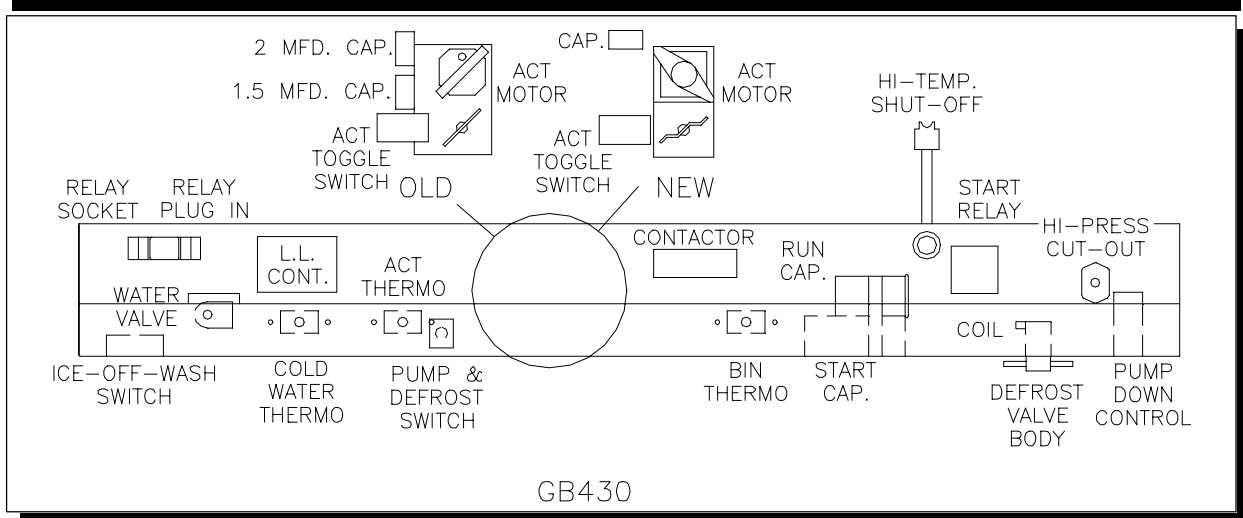 2 MFD. CAP.
1.5 MFD. CAP.
ACT
MOTOR
ACT
TOGGLE
SWITCH
OLD
CAP.
ACT
MOTOR
ACT
TOGGLE
SWITCH
NEW
HI-TEMP.
SHUT-OFF
RELAY
SOCKET
RELAY
PLUG IN
L.L.
CONT.
ACT
THERMO
CONTACTOR
RUN
CAP.
START
RELAY
HI-PRESS
CUT-OUT
WATER
VALVE
COIL
ICE-OFF-WASH
SWITCH
COLD
WATER
THERMO
PUMP &
DEFROST
SWITCH
BIN
THERMO
START
CAP.
DEFROST
VALVE
BODY
PUMP
DOWN
CONTROL
GB430